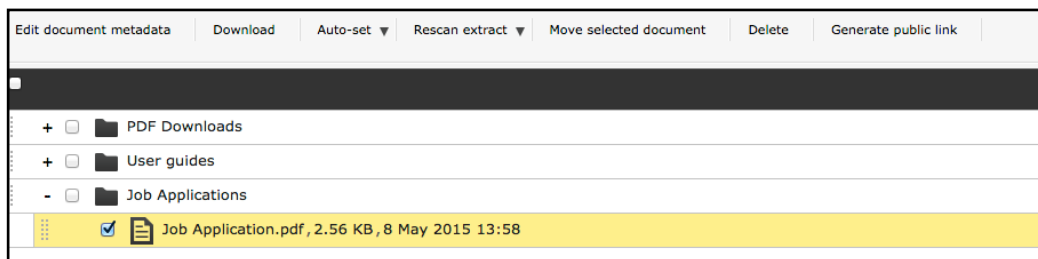 Edit document metadata Download Auto-set ▼ Rescan extract ▼ Move selected document Delete Generate public link
+ PDF Downloads
+ User guides
- Job Applications
Job Application.pdf, 2.56 KB, 8 May 2015 13:58